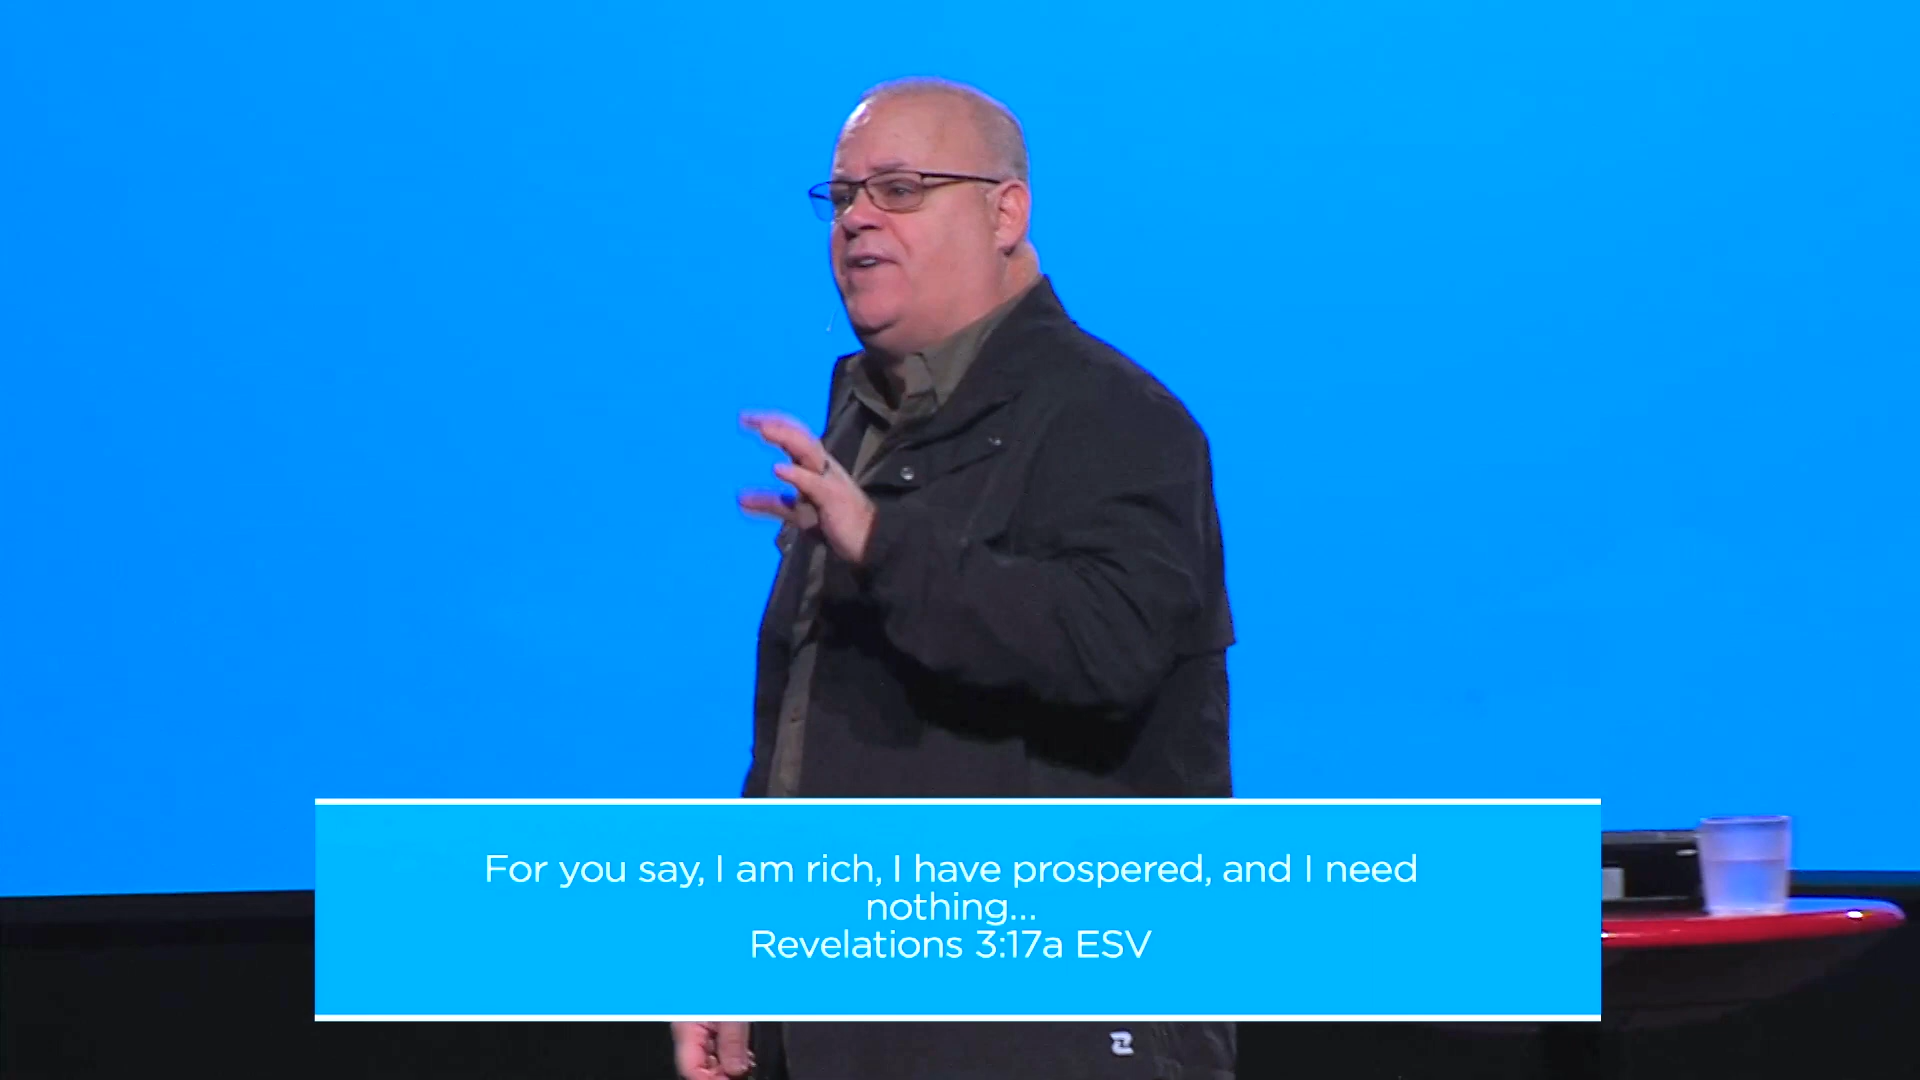 For you say, I am rich, I have prospered, and I need
nothing...
Revelations 3:17a ESV